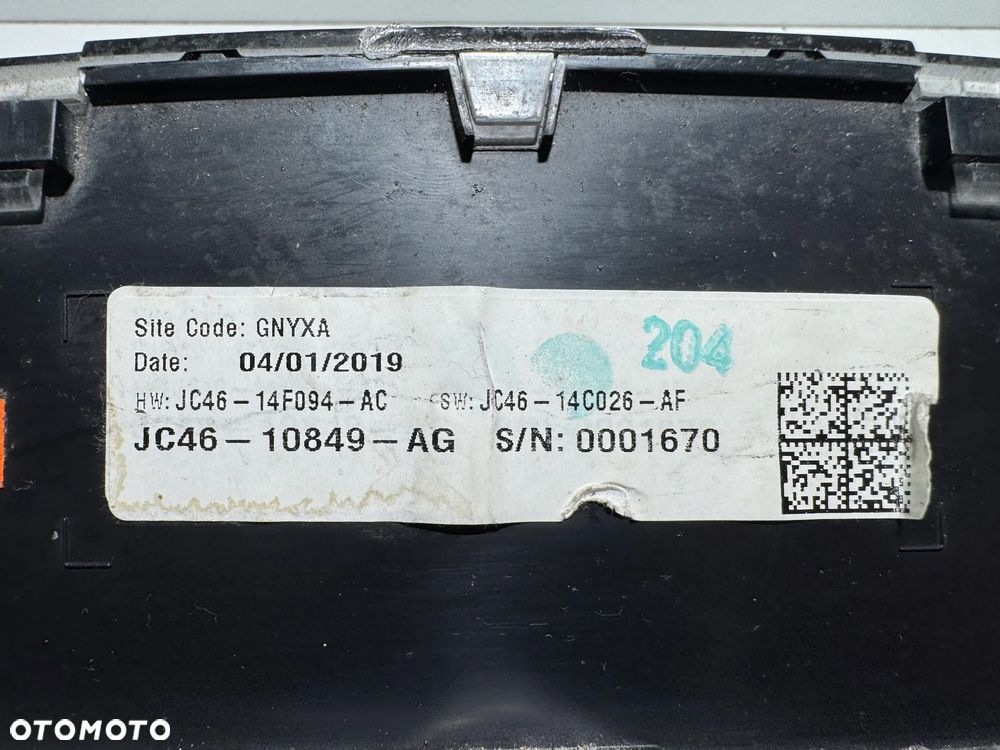 Site Code: GNYXA
Date: 04/01/2019
204
HW: JC46-14F094-AC SW: JC46-14C026-AF
JC46-10849-AG S/N: 0001670
OTOMOTO